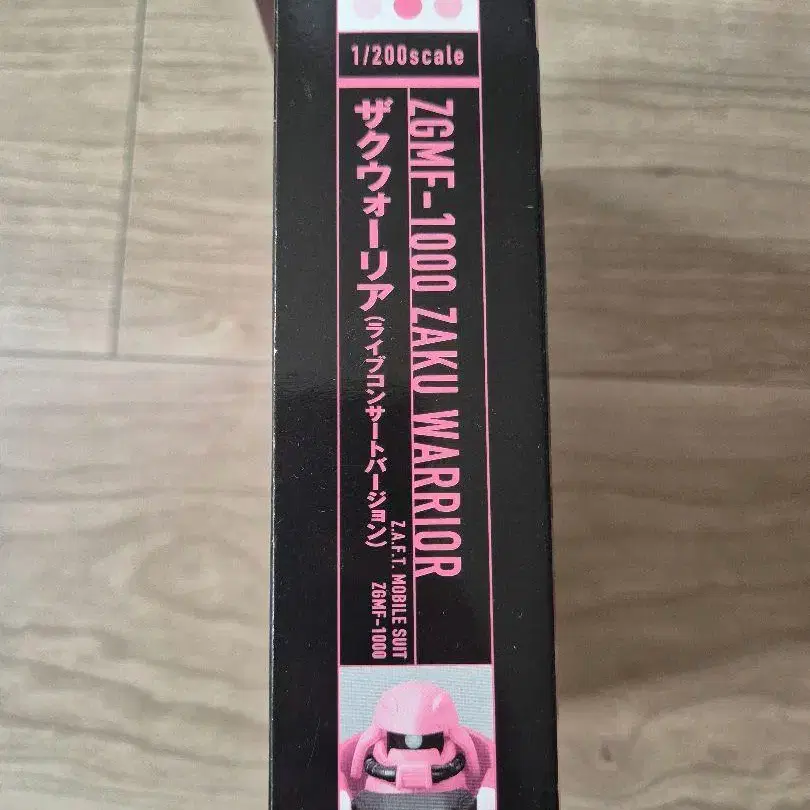 1/200scale
ZGMF-1000 ZAKU WARRIOR
ザクウォーリア(ライブコンサートバージョン)
Z.A.F.T. MOBILE SUIT
ZGMF-1000